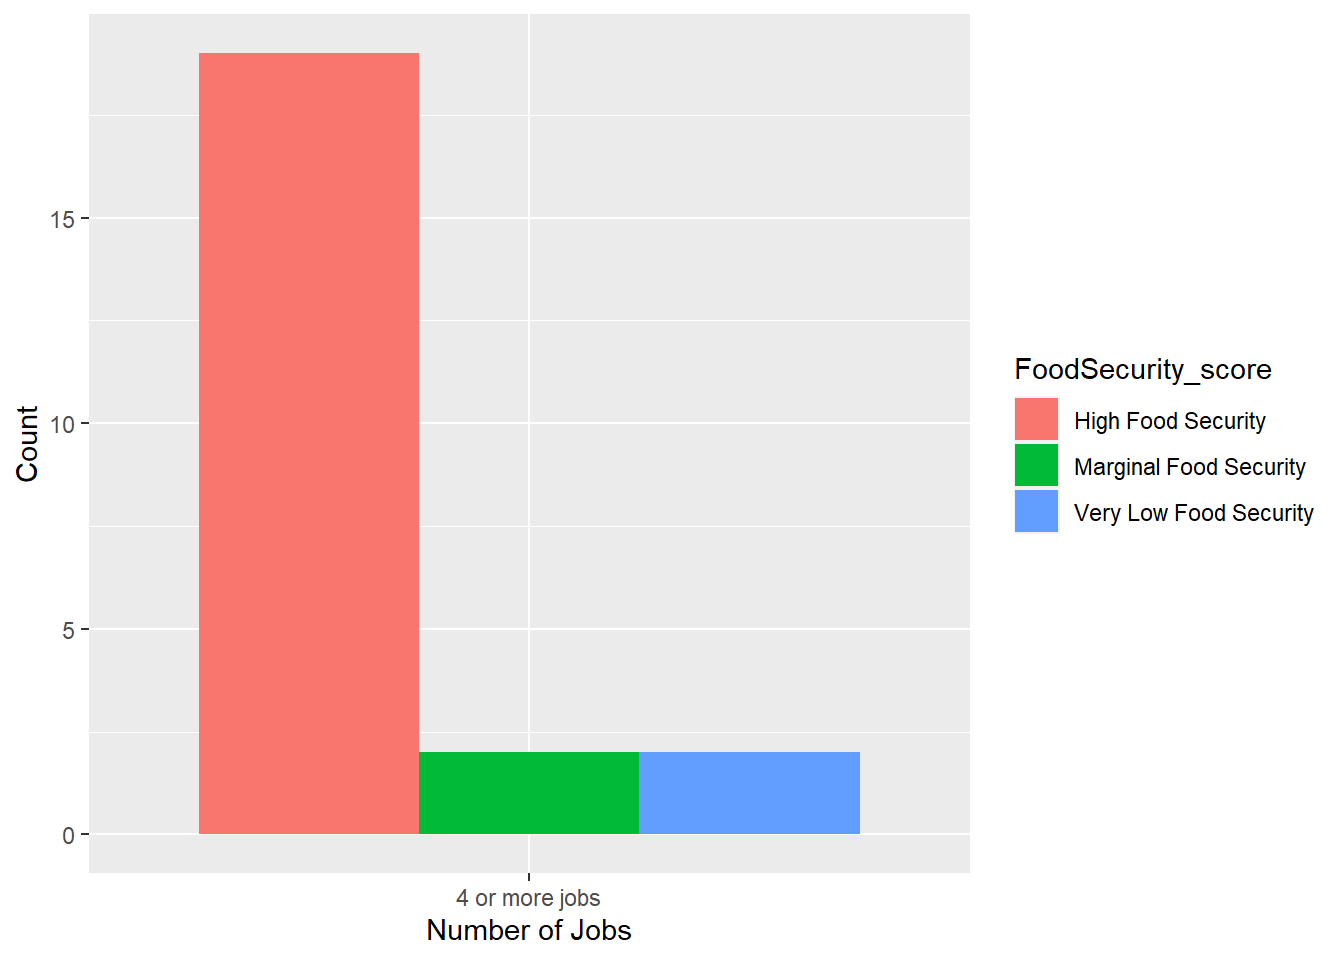 Count
15
10
5
0
4 or more jobs
Number of Jobs
FoodSecurity_score
High Food Security
Marginal Food Security
Very Low Food Security